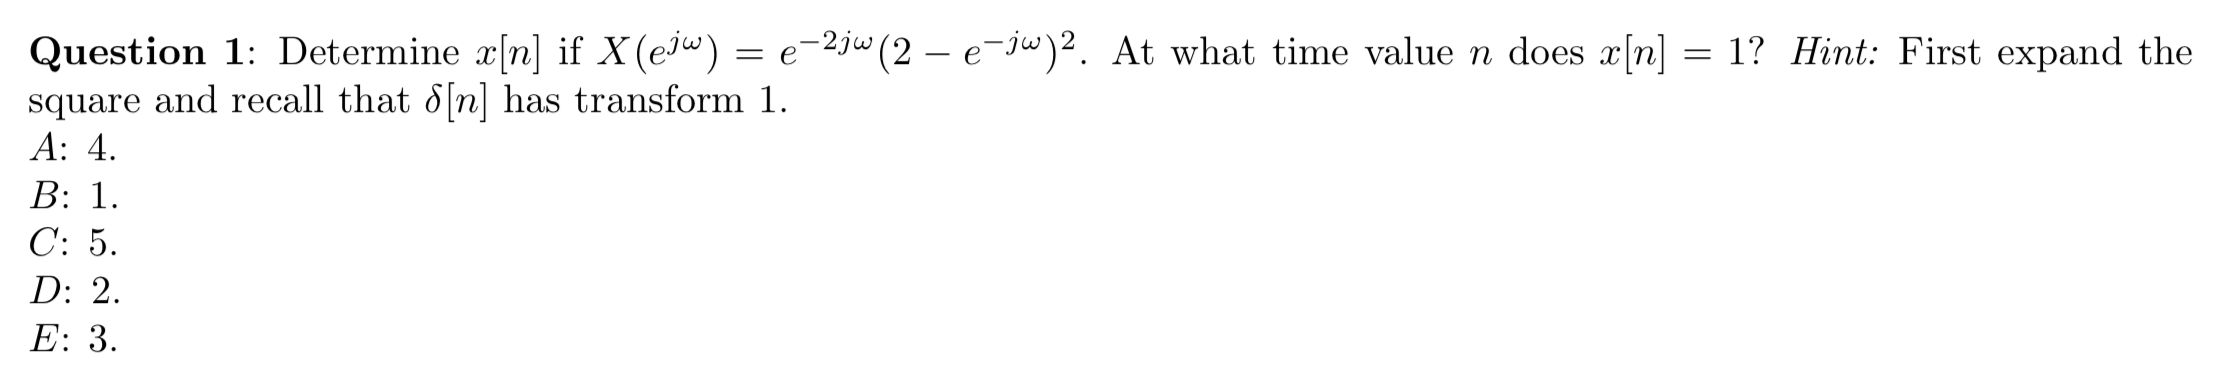 Question 1: Determine x[n] if X(e^{jω}) = e^{−2jω}(2 − e^{−jω})^2. At what time value n does x[n] = 1? Hint: First expand the
square and recall that δ[n] has transform 1.
A: 4.
B: 1.
C: 5.
D: 2.
E: 3.